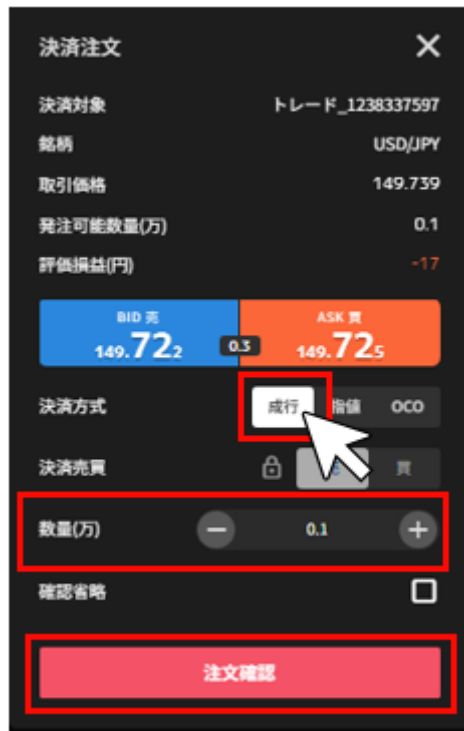 決済注文 ×
決済対象 トレード_1238337597
銘柄 USD/JPY
取引価格 149.739
発注可能数量(万) 0.1
評価損益(円) -17
BID 売 ASK 買
149.722 0.3 149.725
決済方式 成行 指値 OCO
決済売買 買
数量(万) − 0.1 +
確認省略
注文確認